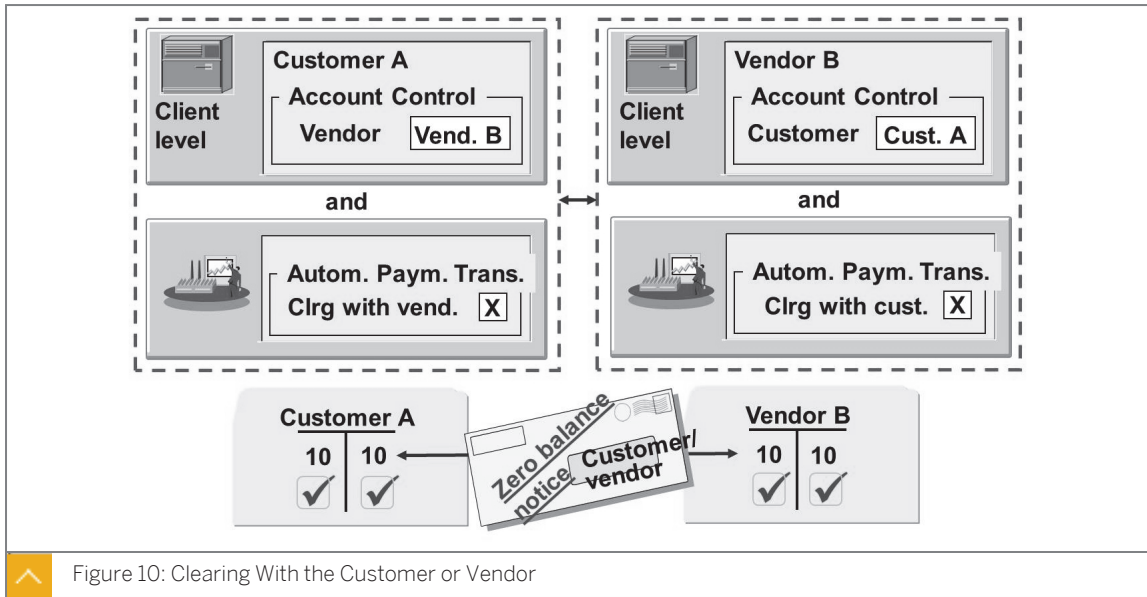 Customer A
Account Control
Client
level
Vendor Vend. B
and
Autom. Paym. Trans.
Clrg with vend. X
Vendor B
Account Control
Client
level
Customer Cust. A
and
Autom. Paym. Trans.
Clrg with cust. X
Customer A
10 10
Zero balance
notice
Customer/
vendor
Vendor B
10 10
Figure 10: Clearing With the Customer or Vendor